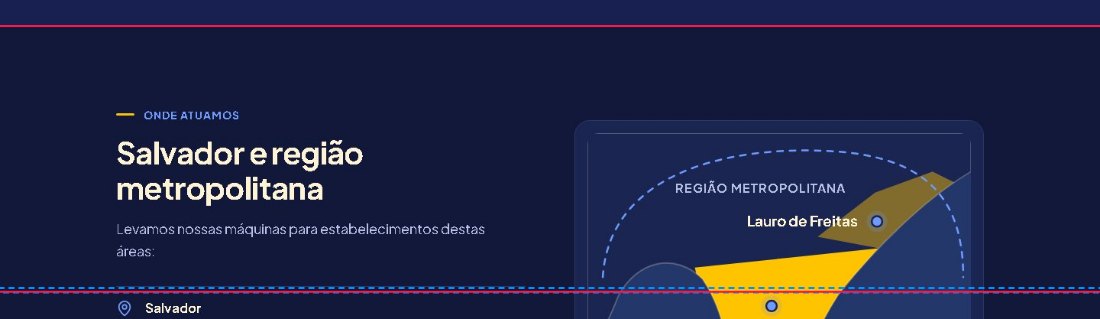 ONDE ATUAMOS
Salvador e região
metropolitana
Levamos nossas máquinas para estabelecimentos destas
áreas:
Salvador
REGIÃO METROPOLITANA
Lauro de Freitas